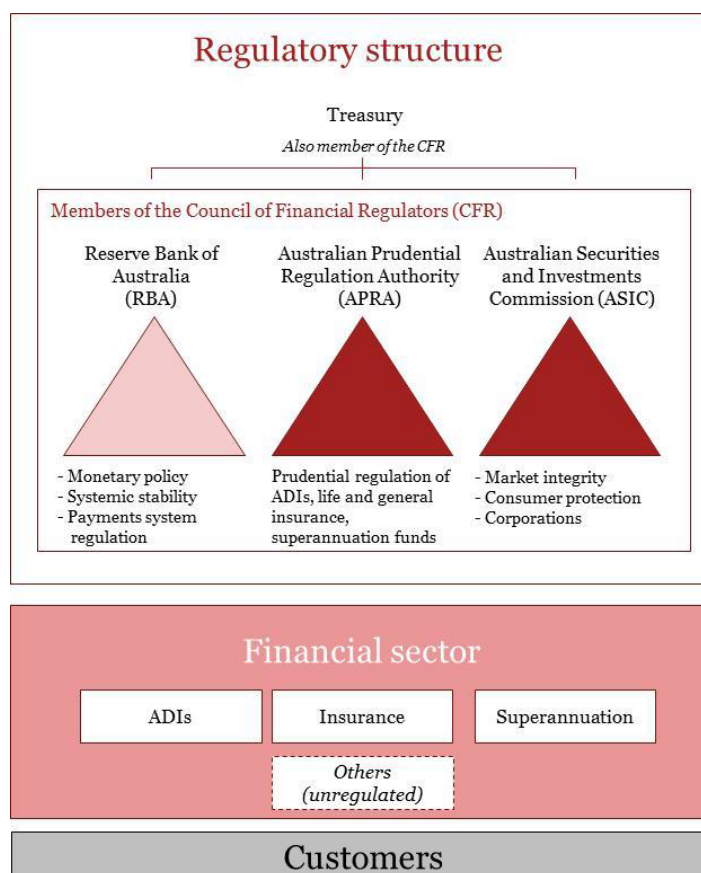 Regulatory structure
Treasury
Also member of the CFR
Members of the Council of Financial Regulators (CFR)
Reserve Bank of
Australia
(RBA)
Australian Prudential
Regulation Authority
(APRA)
Australian Securities
and Investments
Commission (ASIC)
- Monetary policy
- Systemic stability
- Payments system
regulation
Prudential regulation of
ADIs, life and general
insurance,
superannuation funds
- Market integrity
- Consumer protection
- Corporations
Financial sector
ADIs
Insurance
Superannuation
Others
(unregulated)
Customers